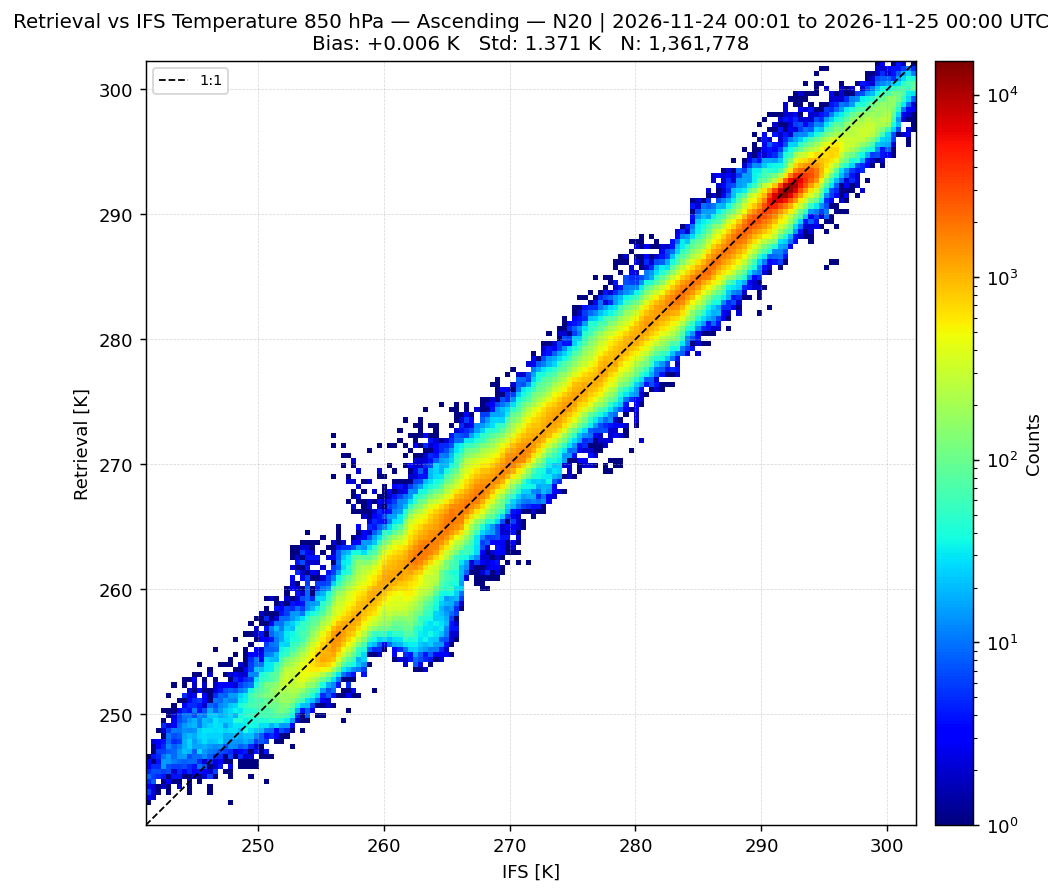 Retrieval vs IFS Temperature 850 hPa — Ascending — N20 | 2026-11-24 00:01 to 2026-11-25 00:00 UTC
Bias: +0.006 K   Std: 1.371 K   N: 1,361,778
1:1
300
290
280
270
260
250
Retrieval [K]
250 260 270 280 290 300
IFS [K]
10^4
10^3
10^2
10^1
10^0
Counts